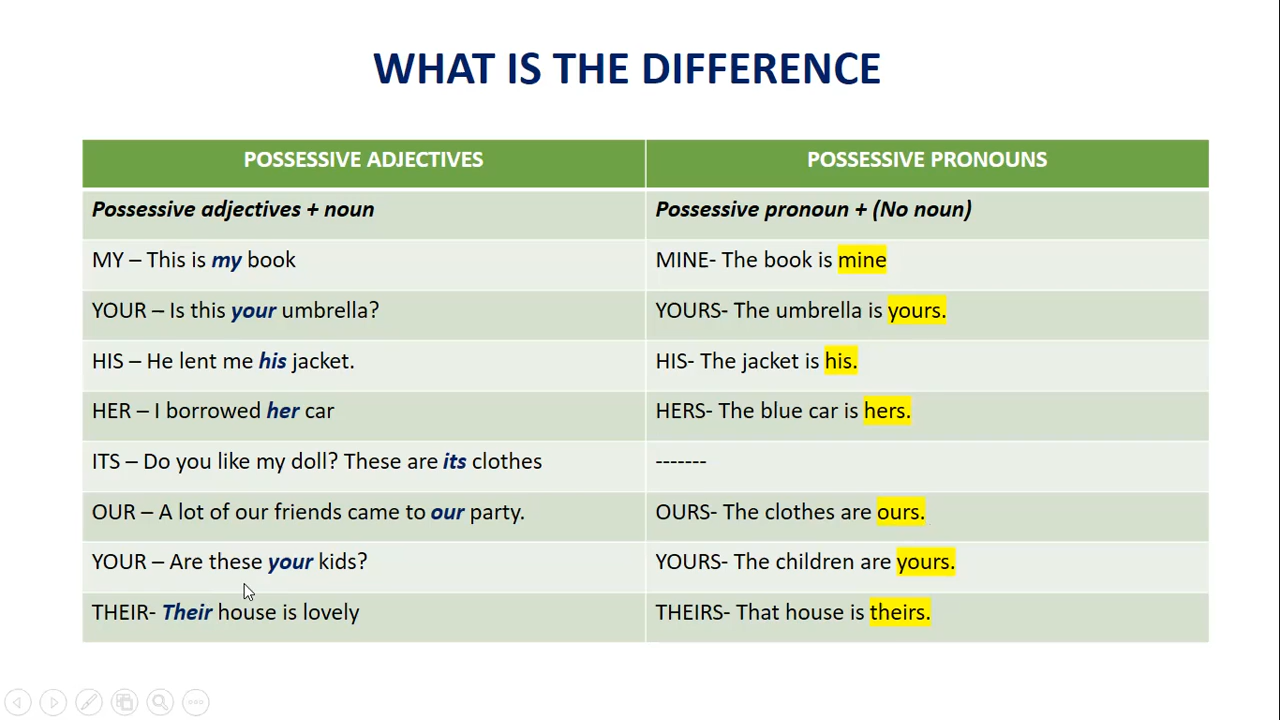 WHAT IS THE DIFFERENCE
POSSESSIVE ADJECTIVES
POSSESSIVE PRONOUNS
Possessive adjectives + noun
Possessive pronoun + (No noun)
MY – This is my book
MINE- The book is mine
YOUR – Is this your umbrella?
YOURS- The umbrella is yours.
HIS – He lent me his jacket.
HIS- The jacket is his.
HER – I borrowed her car
HERS- The blue car is hers.
ITS – Do you like my doll? These are its clothes
-------
OUR – A lot of our friends came to our party.
OURS- The clothes are ours.
YOUR – Are these your kids?
YOURS- The children are yours.
THEIR- Their house is lovely
THEIRS- That house is theirs.